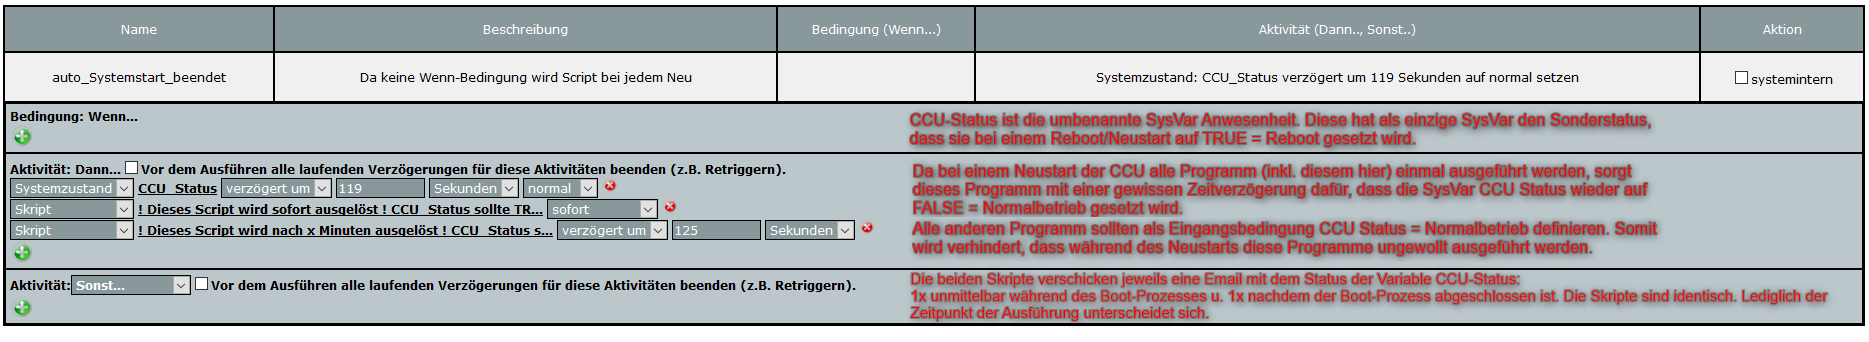 Name Beschreibung Bedingung (Wenn...) Aktivität (Dann.., Sonst..) Aktion
auto_Systemstart_beendet Da keine Wenn-Bedingung wird Script bei jedem Neu Systemzustand: CCU_Status verzögert um 119 Sekunden auf normal setzen systemintern
Bedingung: Wenn...
CCU-Status ist die umbenannte SysVar Anwesenheit. Diese hat als einzige SysVar den Sonderstatus,
dass sie bei einem Reboot/Neustart auf TRUE = Reboot gesetzt wird.
Aktivität: Dann... Vor dem Ausführen alle laufenden Verzögerungen für diese Aktivitäten beenden (z.B. Retriggern).
Systemzustand CCU_Status verzögert um 119 Sekunden normal
Skript ! Dieses Script wird sofort ausgelöst ! CCU_Status sollte TR... sofort
Skript ! Dieses Script wird nach x Minuten ausgelöst ! CCU_Status s... verzögert um 125 Sekunden
Da bei einem Neustart der CCU alle Programm (inkl. diesem hier) einmal ausgeführt werden, sorgt
dieses Programm mit einer gewissen Zeitverzögerung dafür, dass die SysVar CCU Status wieder auf
FALSE = Normalbetrieb gesetzt wird.
Alle anderen Programm sollten als Eingangsbedingung CCU Status = Normalbetrieb definieren. Somit
wird verhindert, dass während des Neustarts diese Programme ungewollt ausgeführt werden.
Aktivität: Sonst... Vor dem Ausführen alle laufenden Verzögerungen für diese Aktivitäten beenden (z.B. Retriggern).
Die beiden Skripte verschicken jeweils eine Email mit dem Status der Variable CCU-Status:
1x unmittelbar während des Boot-Prozesses u. 1x nachdem der Boot-Prozess abgeschlossen ist. Die Skripte sind identisch. Lediglich der
Zeitpunkt der Ausführung unterscheidet sich.